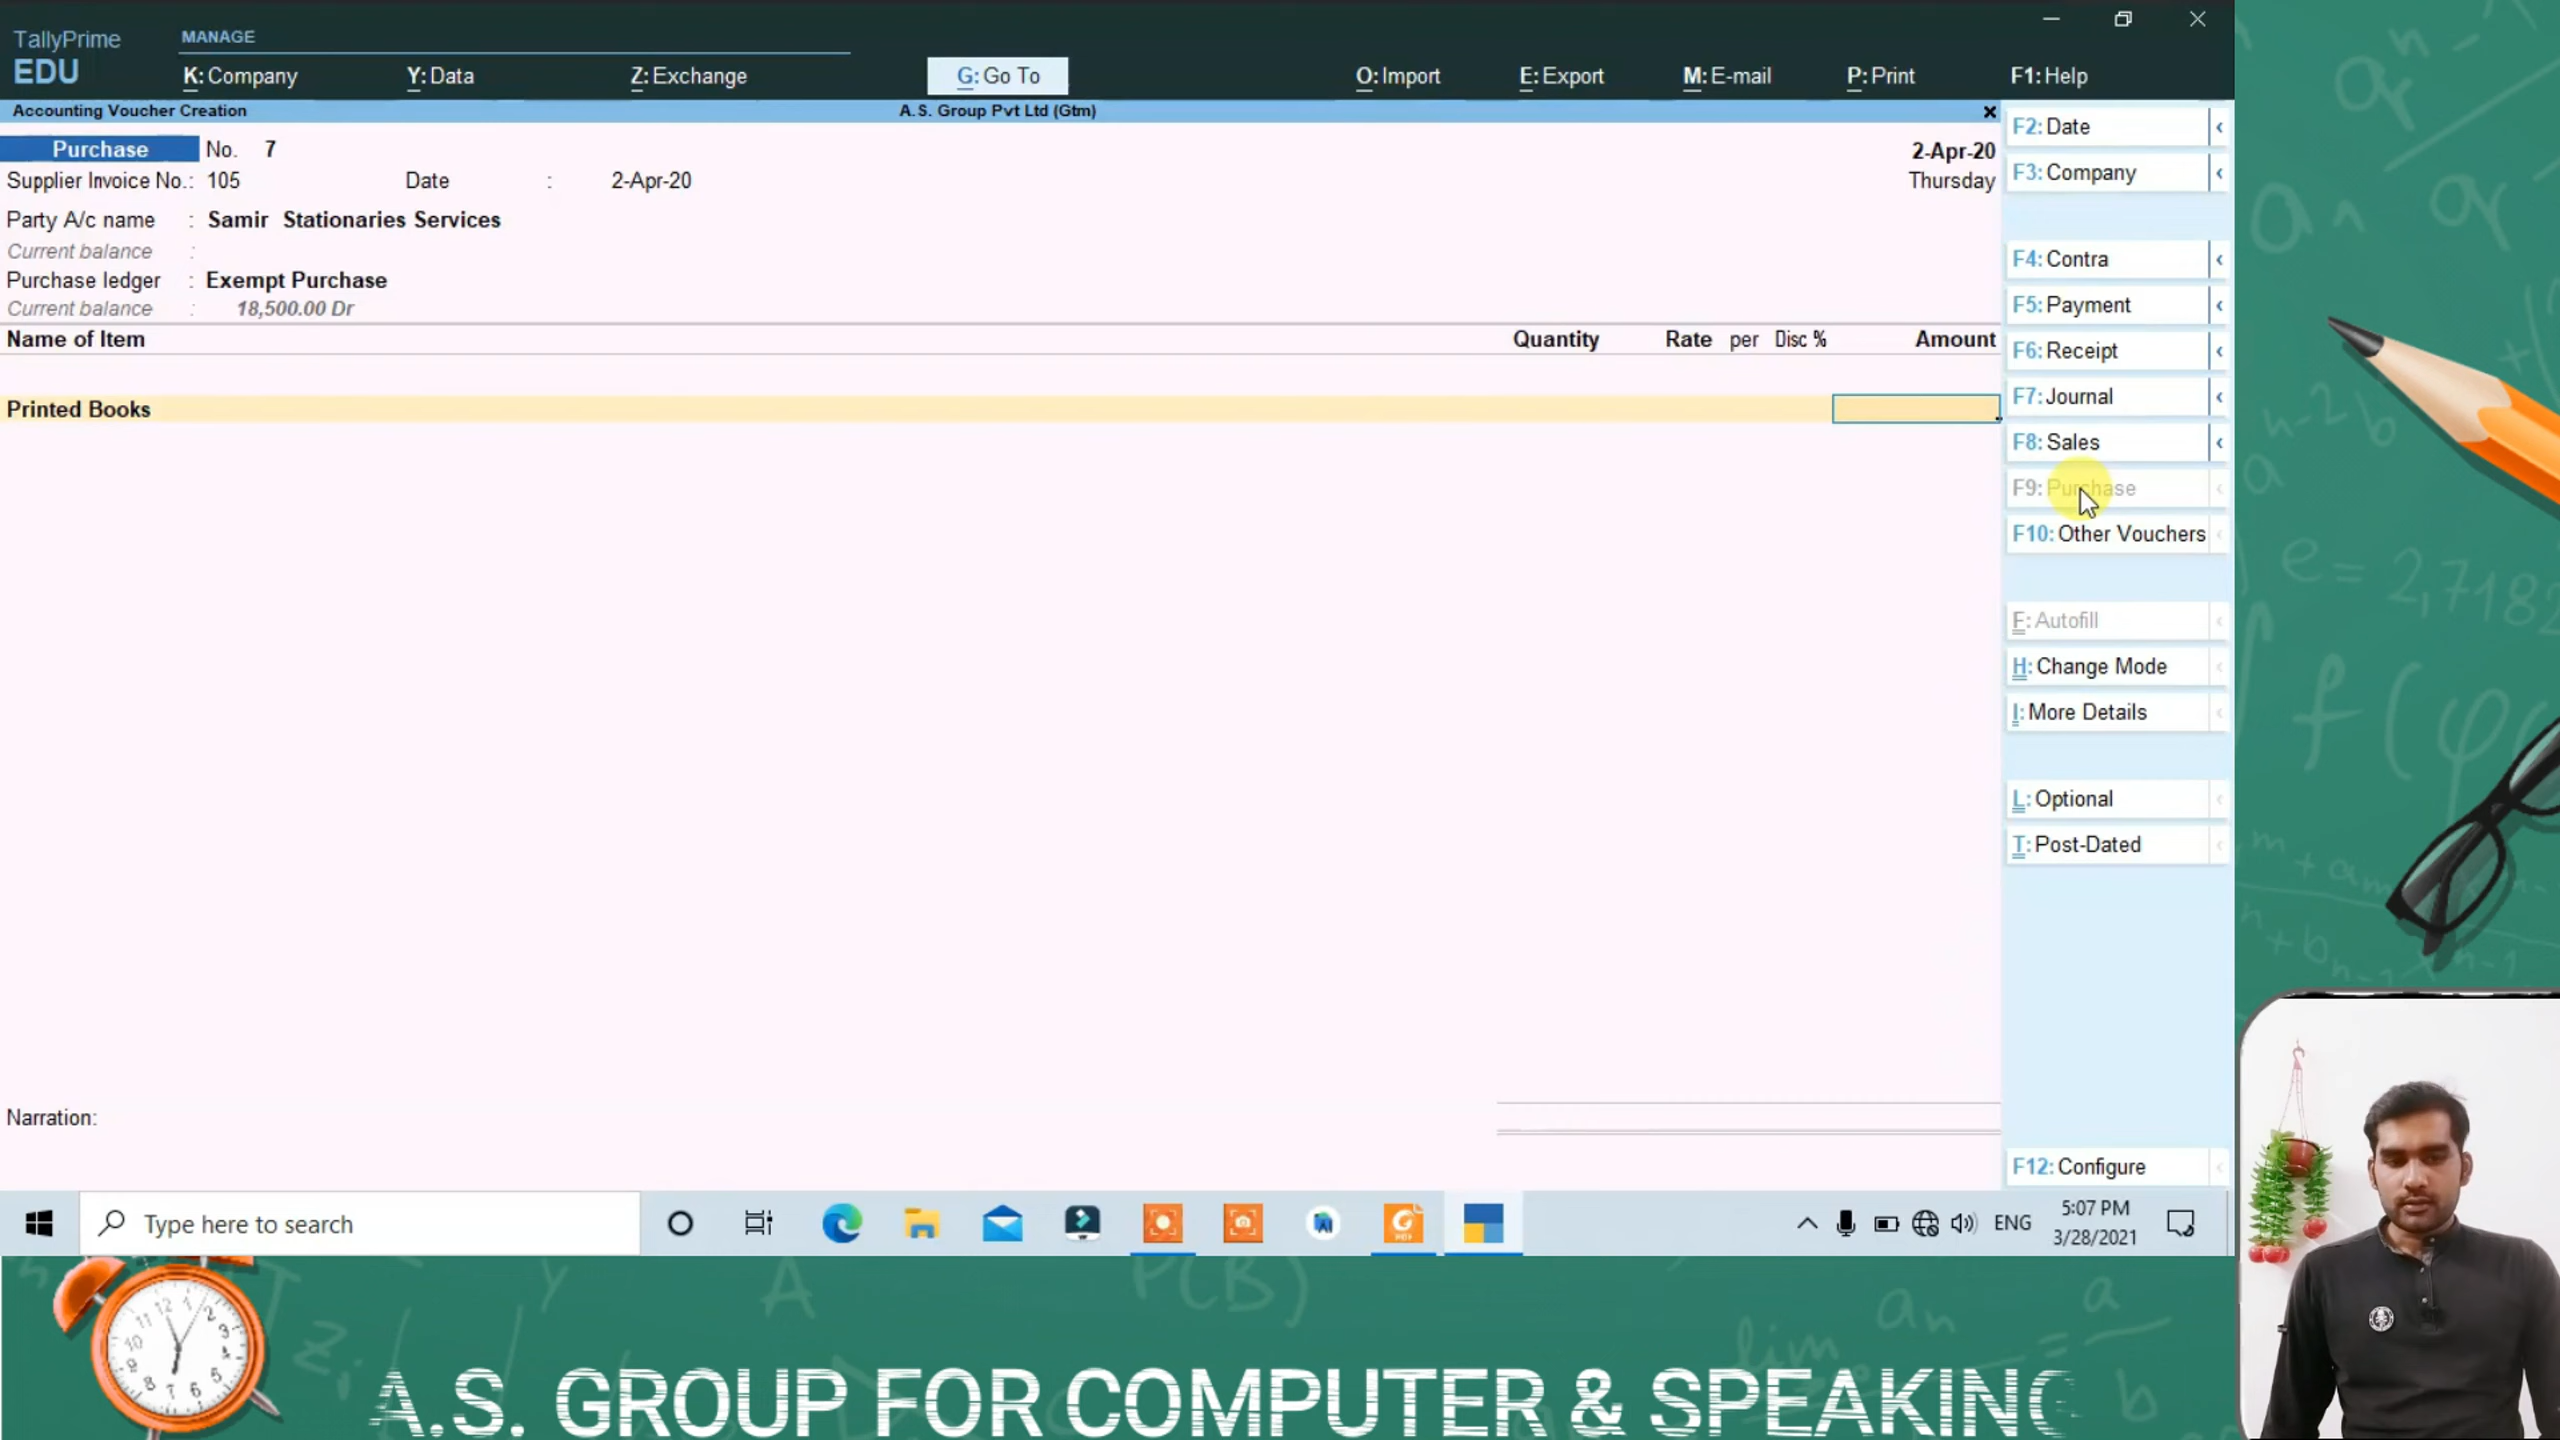 TallyPrime
EDU
MANAGE
K: Company
Y: Data
Z: Exchange
G: Go To
O: Import
E: Export
M: E-mail
P: Print
F1: Help
Accounting Voucher Creation
A.S. Group Pvt Ltd (Gtm)
Purchase No. 7
2-Apr-20
Supplier Invoice No.: 105 Date : 2-Apr-20
Thursday
Party A/c name : Samir Stationaries Services
Current balance :
Purchase ledger : Exempt Purchase
Current balance : 18,500.00 Dr
Name of Item Quantity Rate per Disc % Amount
Printed Books
Narration:
F2: Date
F3: Company
F4: Contra
F5: Payment
F6: Receipt
F7: Journal
F8: Sales
F9: Purchase
F10: Other Vouchers
F: Autofill
H: Change Mode
I: More Details
L: Optional
T: Post-Dated
F12: Configure
Type here to search
ENG
5:07 PM
3/28/2021
A.S. GROUP FOR COMPUTER & SPEAKING